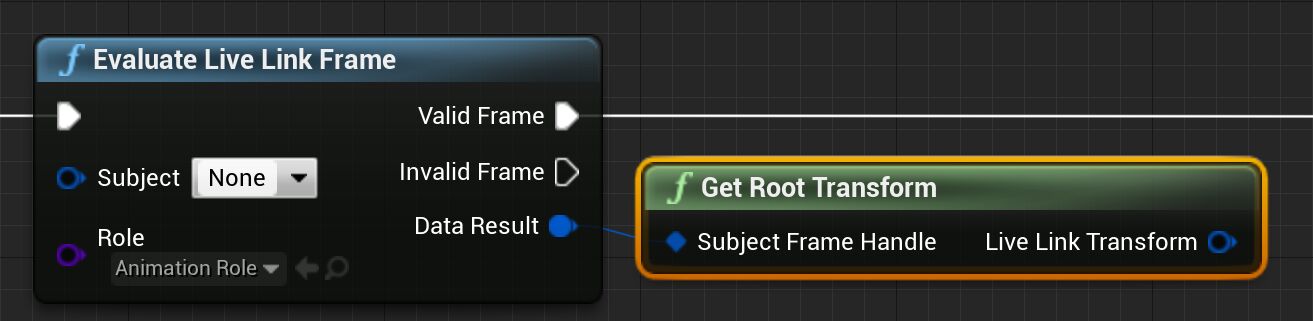 Evaluate Live Link Frame
Valid Frame
Subject
None
Invalid Frame
Data Result
Role
Animation Role
Get Root Transform
Subject Frame Handle
Live Link Transform